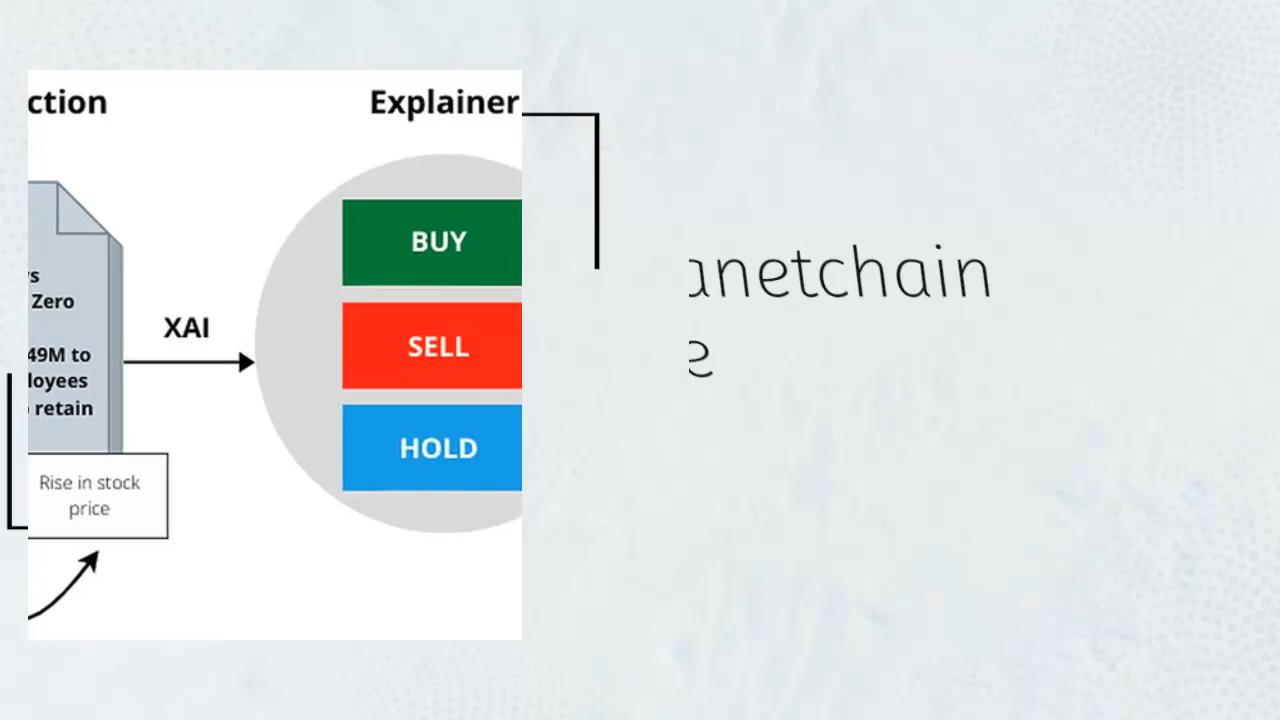 ction
Explainer
BUY
s
Zero
XAI
SELL
49M to
loyees
retain
HOLD
Rise in stock
price
anetchain
e